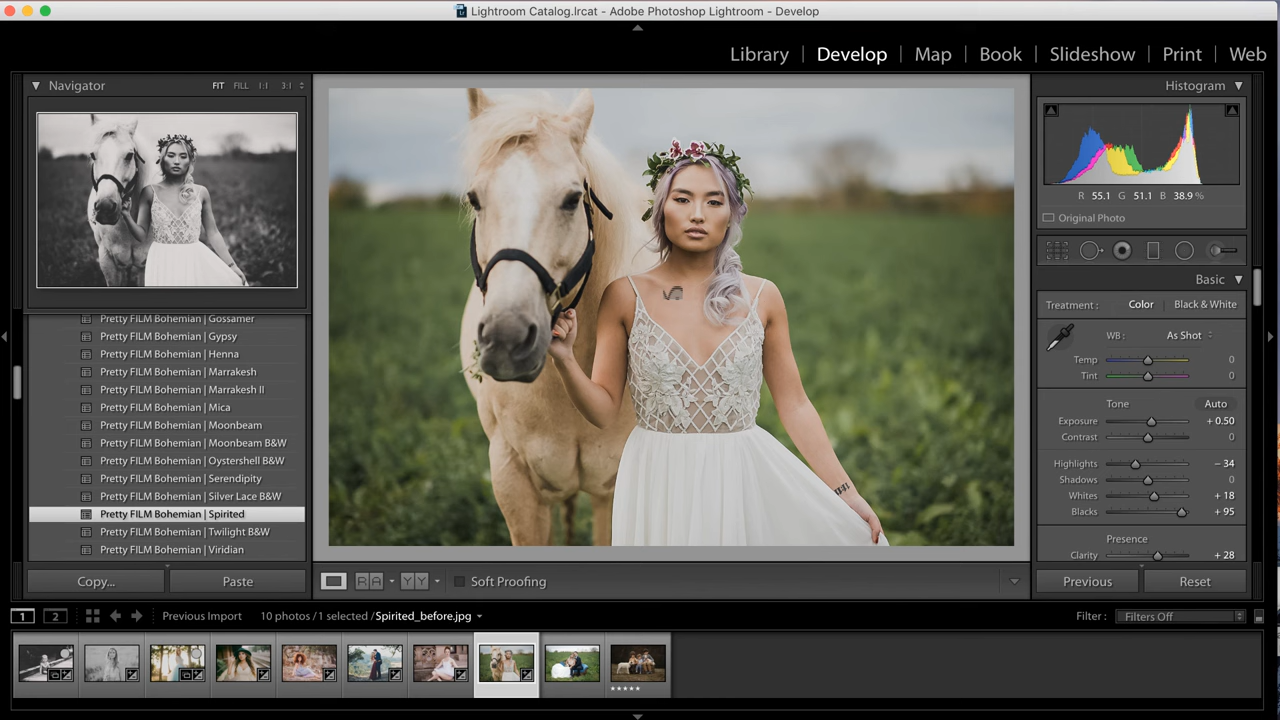 Lightroom Catalog.lrcat - Adobe Photoshop Lightroom - Develop
Library | Develop | Map | Book | Slideshow | Print | Web
Navigator
FIT FILL 1:1 3:1
Pretty FILM Bohemian | Gossamer
Pretty FILM Bohemian | Gypsy
Pretty FILM Bohemian | Henna
Pretty FILM Bohemian | Marrakesh
Pretty FILM Bohemian | Marrakesh II
Pretty FILM Bohemian | Mica
Pretty FILM Bohemian | Moonbeam
Pretty FILM Bohemian | Moonbeam B&W
Pretty FILM Bohemian | Oystershell B&W
Pretty FILM Bohemian | Serendipity
Pretty FILM Bohemian | Silver Lace B&W
Pretty FILM Bohemian | Spirited
Pretty FILM Bohemian | Twilight B&W
Pretty FILM Bohemian | Viridian
Copy... Paste
R A Y Y Soft Proofing
Histogram
R 55.1 G 51.1 B 38.9 %
Original Photo
Basic
Treatment : Color Black & White
WB : As Shot
Temp 0
Tint 0
Tone Auto
Exposure + 0.50
Contrast 0
Highlights − 34
Shadows 0
Whites + 18
Blacks + 95
Presence
Clarity + 28
Previous Reset
1 2 Previous Import 10 photos / 1 selected / Spirited_before.jpg Filter : Filters Off